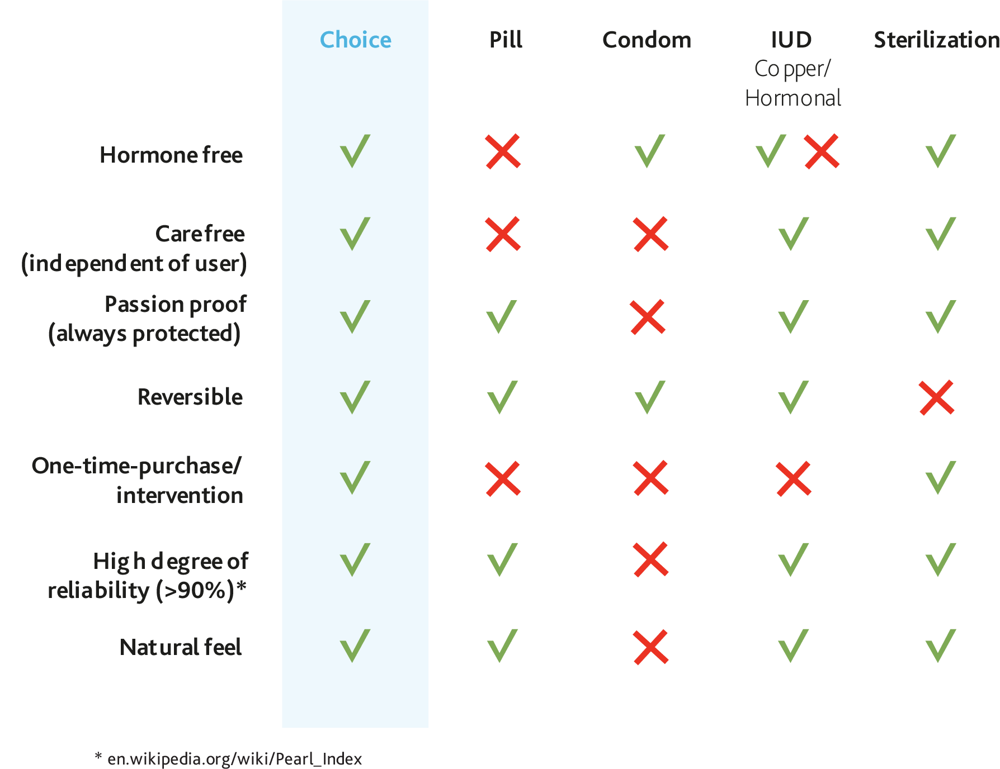 Choice Pill Condom IUD Sterilization
Copper/
Hormonal
Hormone free
Carefree
(independent of user)
Passion proof
(always protected)
Reversible
One-time-purchase/
intervention
High degree of
reliability (>90%)*
Natural feel
* en.wikipedia.org/wiki/Pearl_Index